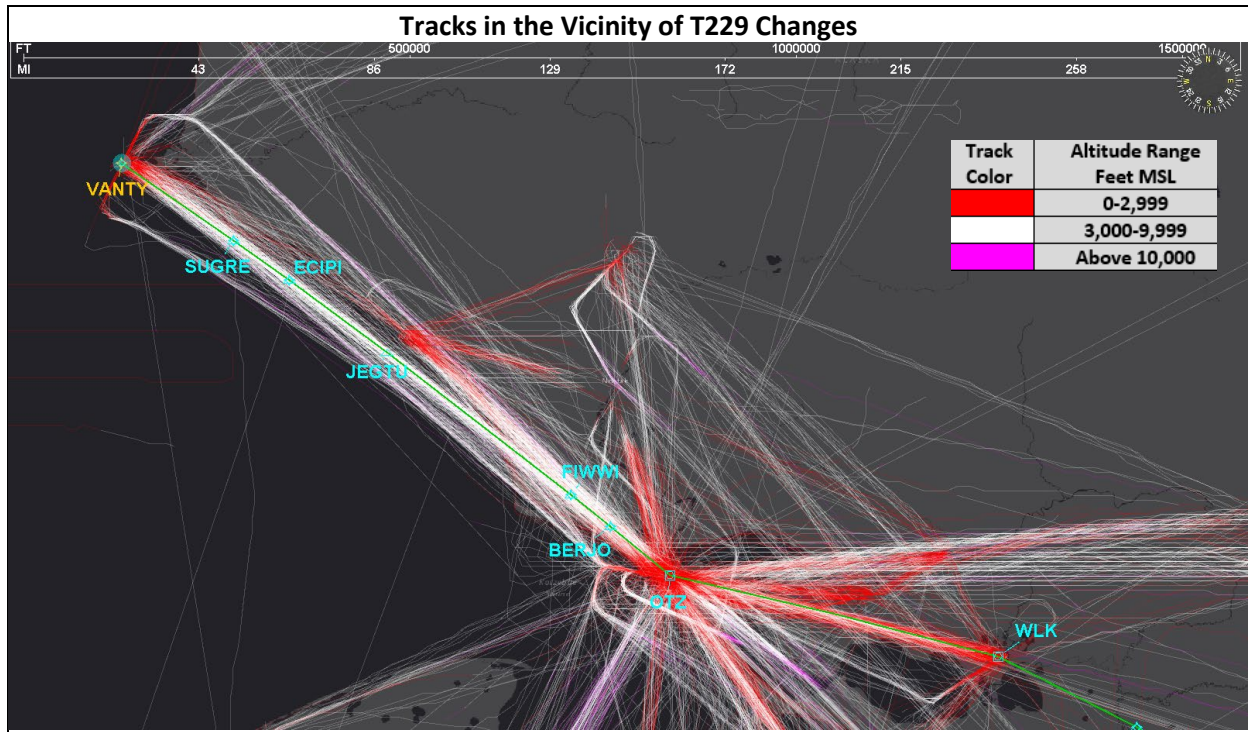 Tracks in the Vicinity of T229 Changes
FT 500000 1000000 1500000
MI 43 86 129 172 215 258
Track Color Altitude Range Feet MSL
0-2,999
3,000-9,999
Above 10,000
VANTY
SUGRE
ECIPI
JEGTU
FIWWI
BERJO
OTZ
WLK